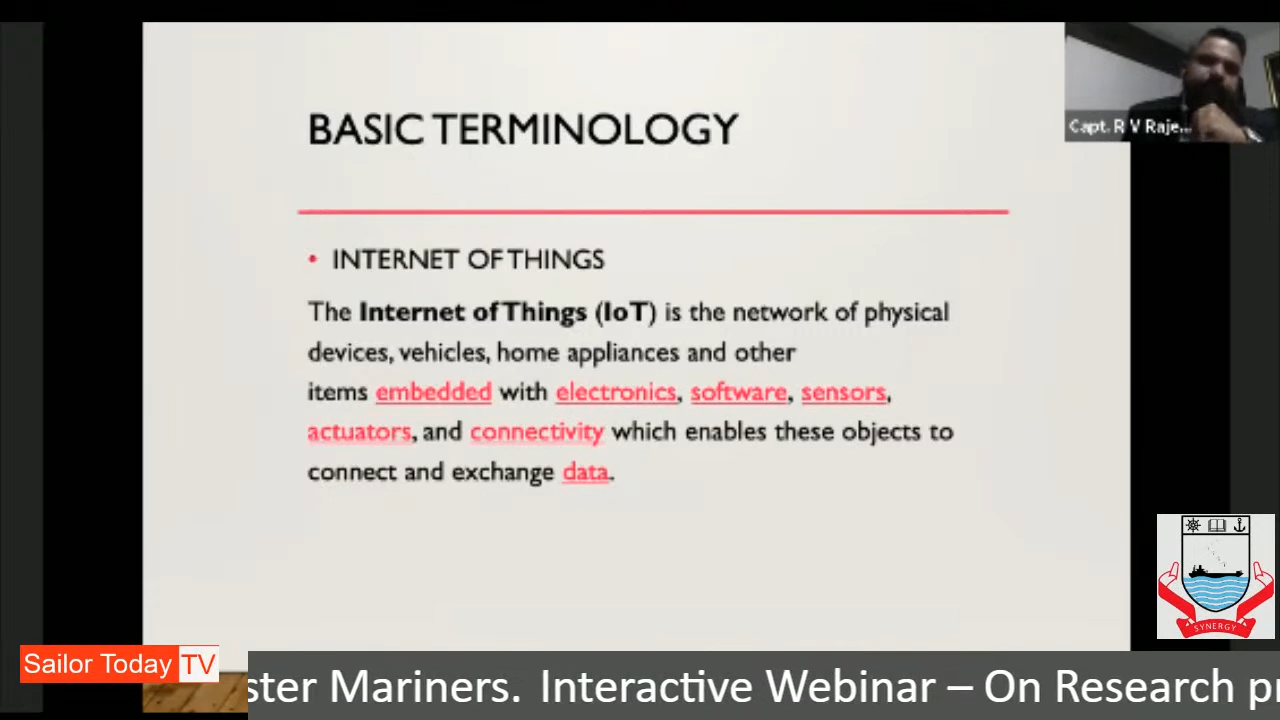 BASIC TERMINOLOGY
Capt. R V Raje...
• INTERNET OF THINGS
The Internet of Things (IoT) is the network of physical
devices, vehicles, home appliances and other
items embedded with electronics, software, sensors,
actuators, and connectivity which enables these objects to
connect and exchange data.
SYNERGY
Sailor Today TV
ster Mariners. Interactive Webinar – On Research pr